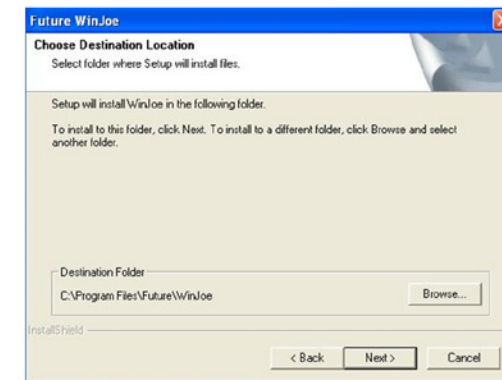 Future WinJoe
Choose Destination Location
Select folder where Setup will install files.
Setup will install WinJoe in the following folder.
To install to this folder, click Next. To install to a different folder, click Browse and select
another folder.
Destination Folder
C:\Program Files\Future\WinJoe
Browse...
InstallShield
< Back
Next >
Cancel